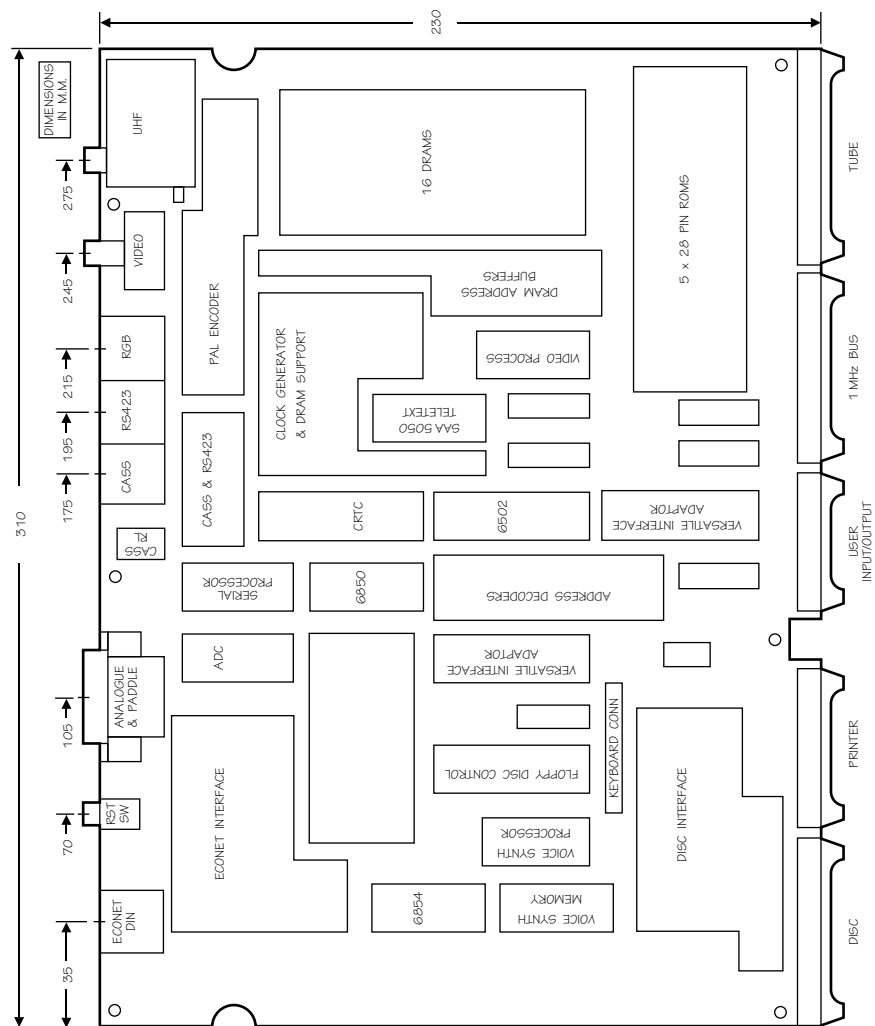 230
310
DIMENSIONS
IN M.M.
275
245
215
195
175
105
70
35
UHF
VIDEO
RGB
RS423
CASS
CASS
RL
ANALOGUE
& PADDLE
RST
SW
ECONET
DIN
PAL ENCODER
CASS & RS423
SERIAL
PROCESSOR
ADC
ECONET INTERFACE
16 DRAMS
DRAM ADDRESS
BUFFERS
CLOCK GENERATOR
& DRAM SUPPORT
SAA 5050
TELETEXT
VIDEO PROCESS
CRTC
6502
6850
ADDRESS DECODERS
VERSATILE INTERFACE
ADAPTOR
VERSATILE INTERFACE
ADAPTOR
FLOPPY DISC CONTROL
KEYBOARD CONN
VOICE SYNTH
PROCESSOR
6854
VOICE SYNTH
MEMORY
DISC INTERFACE
5 x 28 PIN ROMS
TUBE
1 MHz BUS
USER
INPUT/OUTPUT
PRINTER
DISC